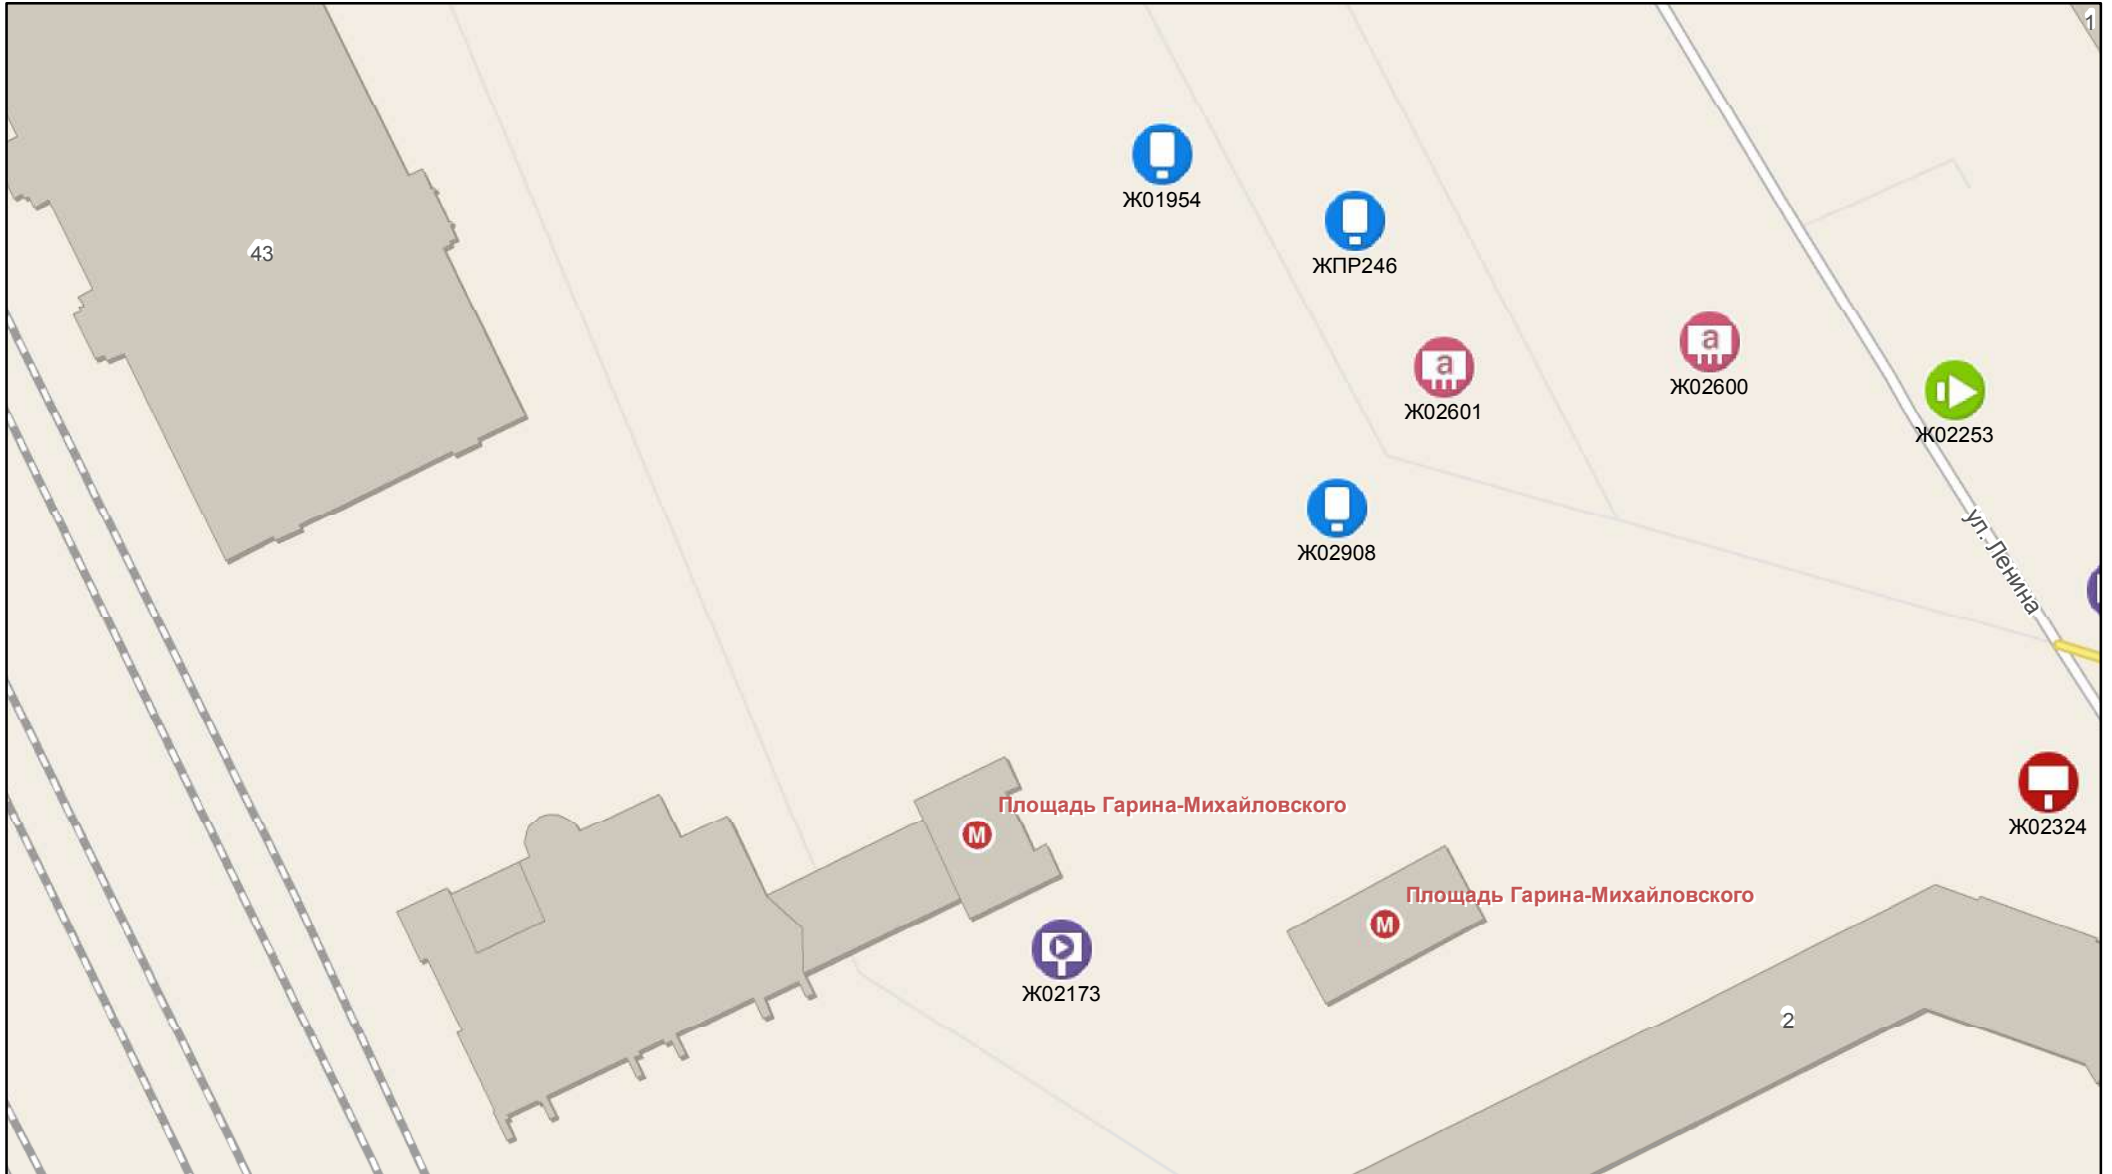 1
Ж01954
43
ЖПР246
а
Ж02600
а
Ж02601
Ж02253
Ж02908
ул. Ленина
Площадь Гарина-Михайловского
М
Ж02324
Площадь Гарина-Михайловского
М
Ж02173
2